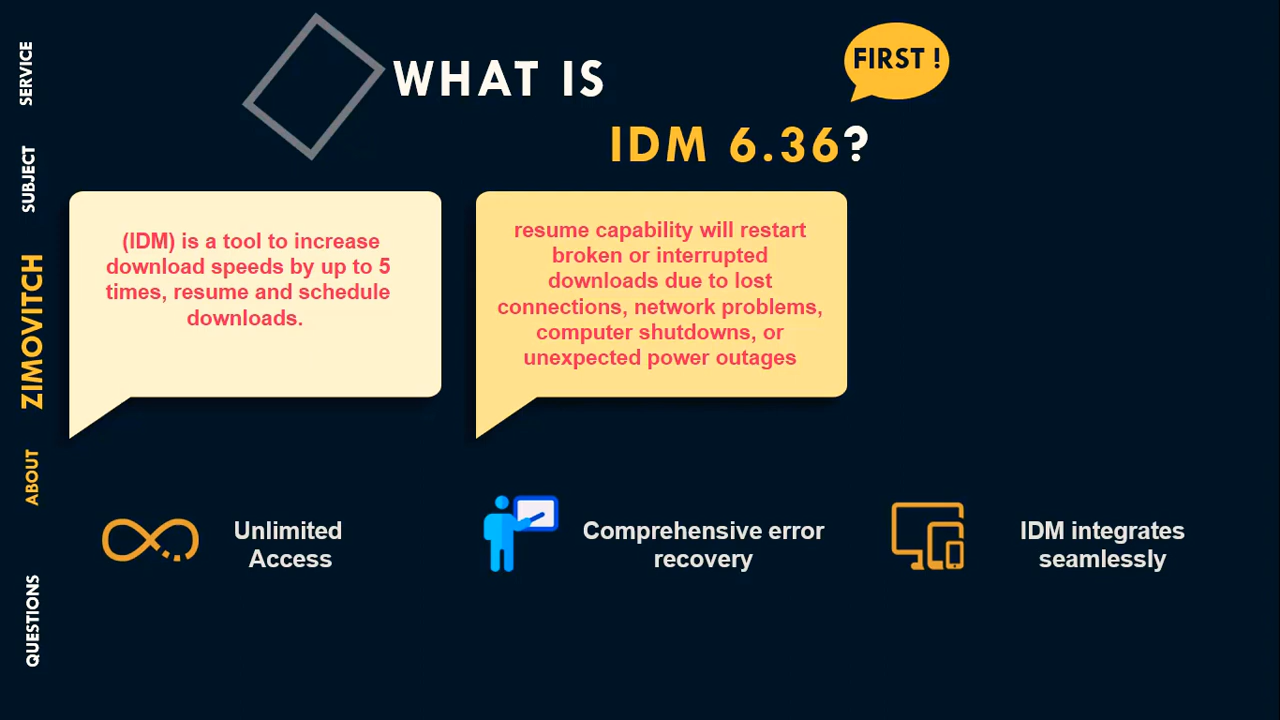 SERVICE
SUBJECT
ZIMOVITCH
ABOUT
QUESTIONS
WHAT IS
FIRST !
IDM 6.36?
(IDM) is a tool to increase
download speeds by up to 5
times, resume and schedule
downloads.
resume capability will restart
broken or interrupted
downloads due to lost
connections, network problems,
computer shutdowns, or
unexpected power outages
Unlimited
Access
Comprehensive error
recovery
IDM integrates
seamlessly